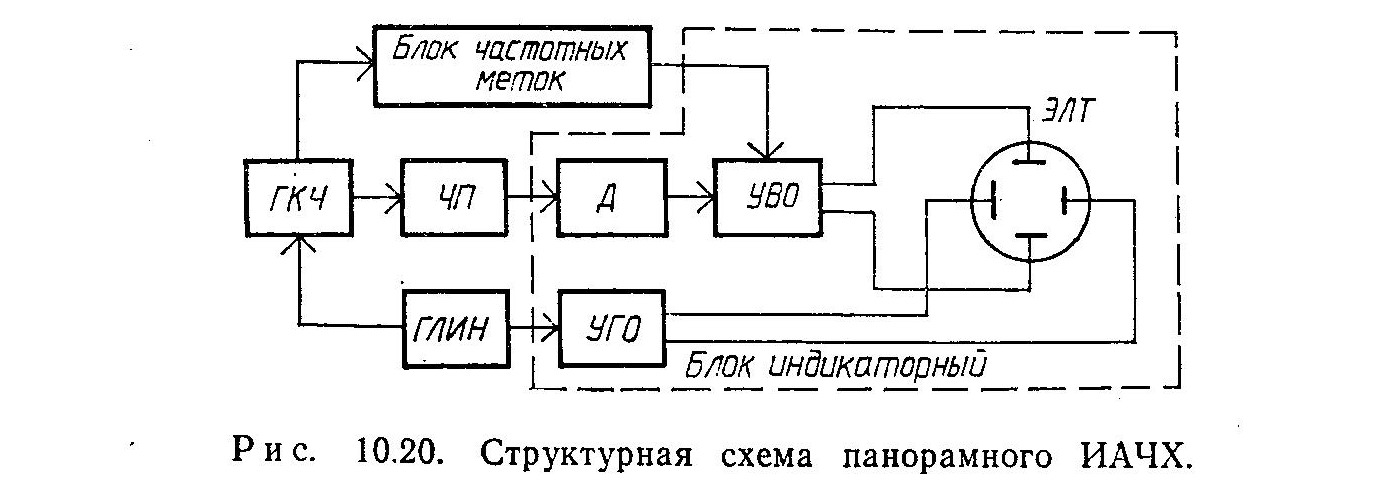 Блок частотных
меток
ЭЛТ
ГКЧ
ЧП
Д
УВО
ГЛИН
УГО
Блок индикаторный
Рис. 10.20. Структурная схема панорамного ИАЧХ.